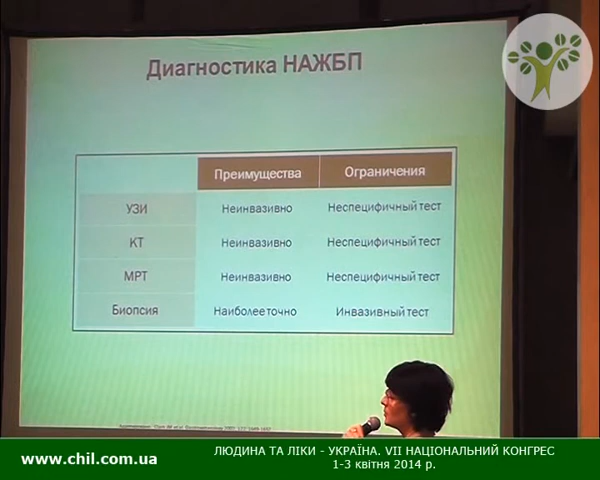 Диагностика НАЖБП
Преимущества Ограничения
УЗИ Неинвазивно Неспецифичный тест
КТ Неинвазивно Неспецифичный тест
МРТ Неинвазивно Неспецифичный тест
Биопсия Наиболее точно Инвазивный тест
www.chil.com.ua
ЛЮДИНА ТА ЛІКИ - УКРАЇНА. VII НАЦІОНАЛЬНИЙ КОНГРЕС
1-3 квітня 2014 р.